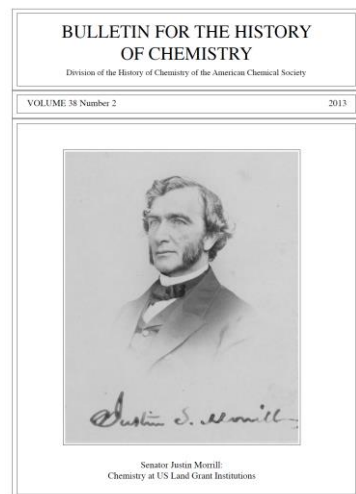 BULLETIN FOR THE HISTORY
OF CHEMISTRY
Division of the History of Chemistry of the American Chemical Society
VOLUME 38 Number 2 2013
Justin S. Morrill
Senator Justin Morrill:
Chemistry at US Land Grant Institutions